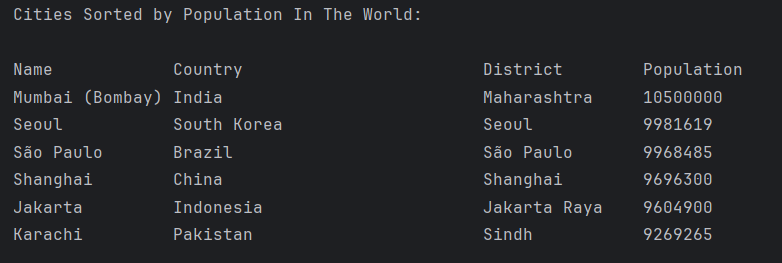 Cities Sorted by Population In The World:
Name Country District Population
Mumbai (Bombay) India Maharashtra 10500000
Seoul South Korea Seoul 9981619
São Paulo Brazil São Paulo 9968485
Shanghai China Shanghai 9696300
Jakarta Indonesia Jakarta Raya 9604900
Karachi Pakistan Sindh 9269265